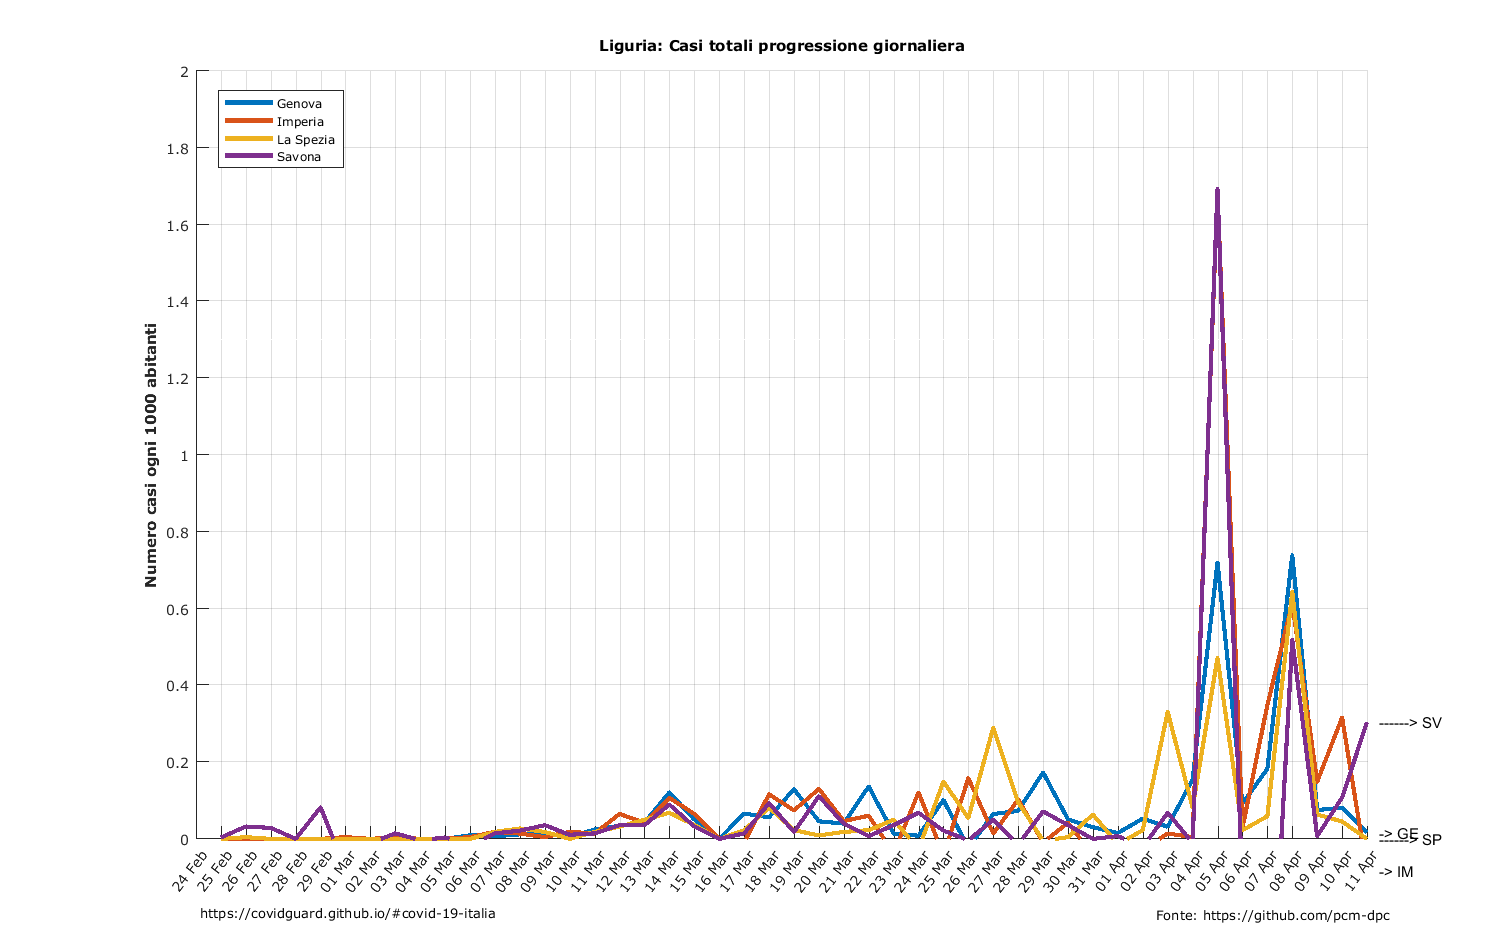 Liguria: Casi totali progressione giornaliera
Numero casi ogni 1000 abitanti
2
1.8
1.6
1.4
1.2
1
0.8
0.6
0.4
0.2
0
Genova
Imperia
La Spezia
Savona
------> SV
-> GE
------> SP
-> IM
24 Feb
25 Feb
26 Feb
27 Feb
28 Feb
29 Feb
01 Mar
02 Mar
03 Mar
04 Mar
05 Mar
06 Mar
07 Mar
08 Mar
09 Mar
10 Mar
11 Mar
12 Mar
13 Mar
14 Mar
15 Mar
16 Mar
17 Mar
18 Mar
19 Mar
20 Mar
21 Mar
22 Mar
23 Mar
24 Mar
25 Mar
26 Mar
27 Mar
28 Mar
29 Mar
30 Mar
31 Mar
01 Apr
02 Apr
03 Apr
04 Apr
05 Apr
06 Apr
07 Apr
08 Apr
09 Apr
10 Apr
11 Apr
https://covidguard.github.io/#covid-19-italia
Fonte: https://github.com/pcm-dpc